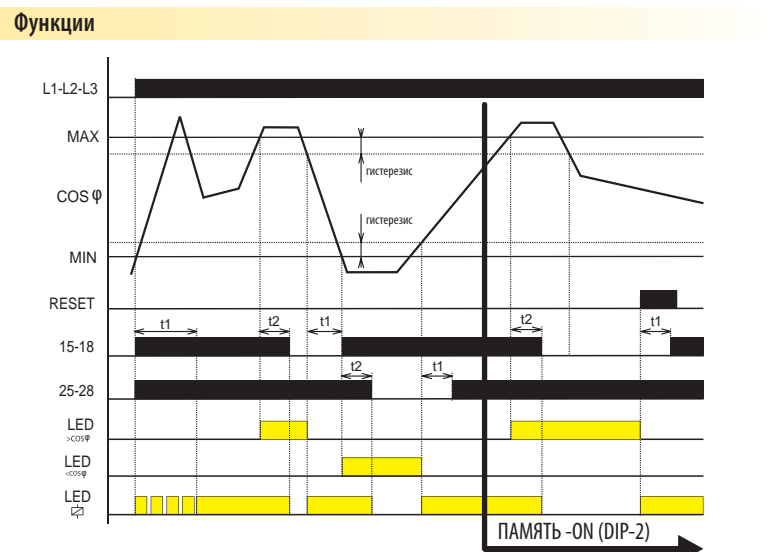 Функции
L1-L2-L3
MAX
гистерезис
COS φ
гистерезис
MIN
RESET
t1 t2 t1 t2 t1
15-18
t2 t1
25-28
LED
>cosφ
LED
<cosφ
LED
ПАМЯТЬ -ON (DIP-2)